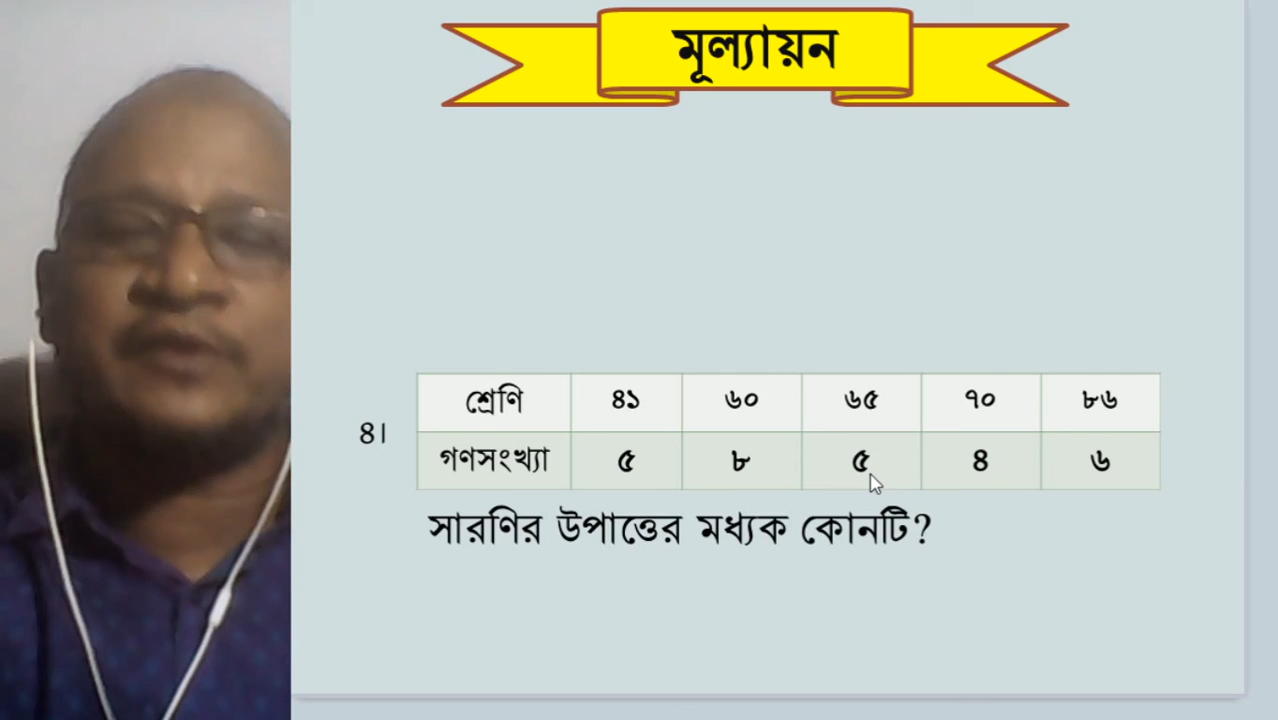 মূল্যায়ন
৪।
শ্রেণি ৪১ ৬০ ৬৫ ৭০ ৮৬
গণসংখ্যা ৫ ৮ ৫ ৪ ৬
সারণির উপাত্তের মধ্যক কোনটি?